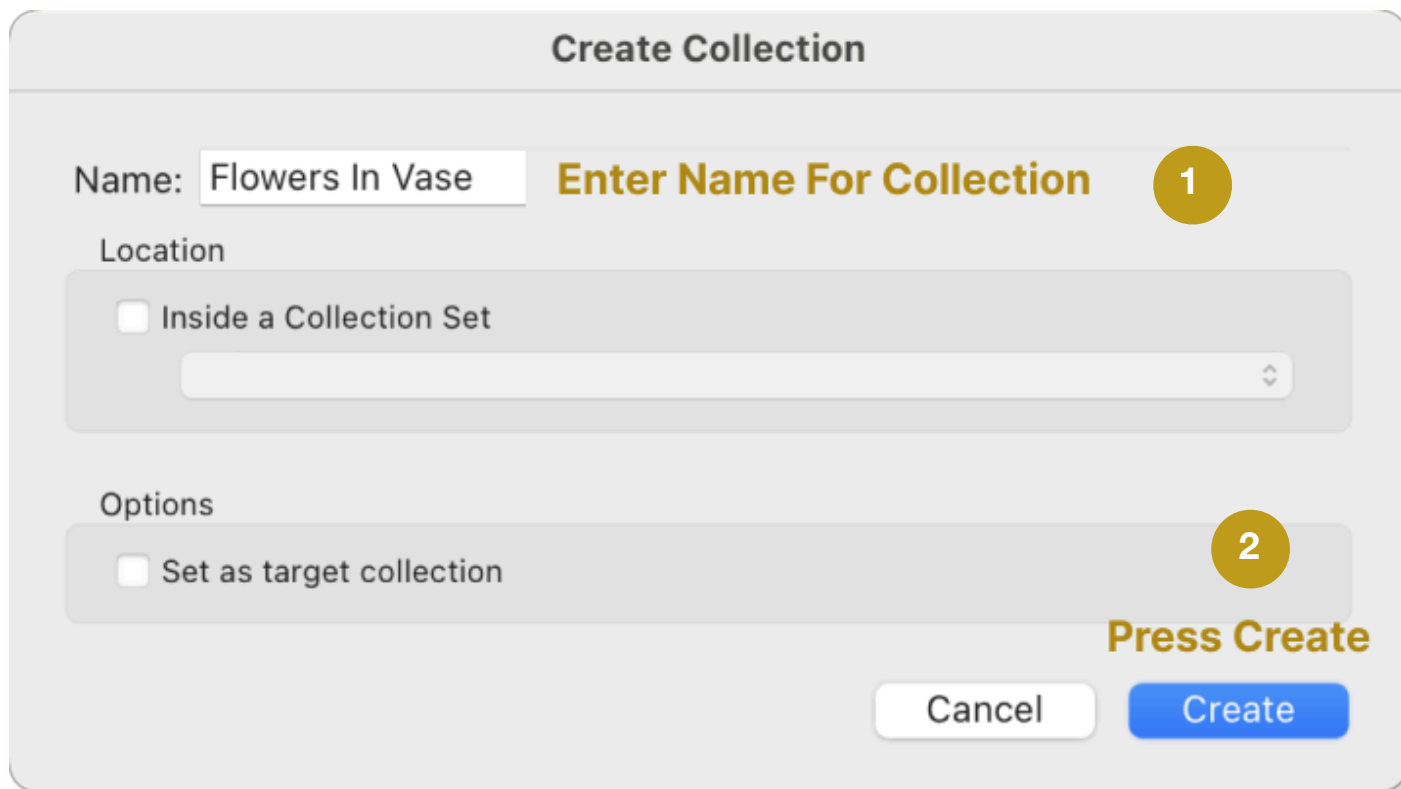 Create Collection
Name: Flowers In Vase Enter Name For Collection 1
Location
Inside a Collection Set
Options
2
Set as target collection
Press Create
Cancel Create